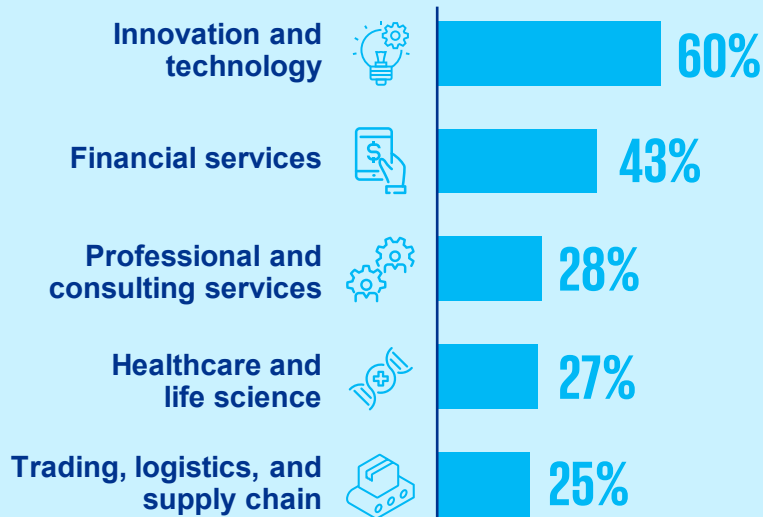 Innovation and
technology
60%
Financial services
$
43%
Professional and
consulting services
28%
Healthcare and
life science
27%
Trading, logistics, and
supply chain
25%